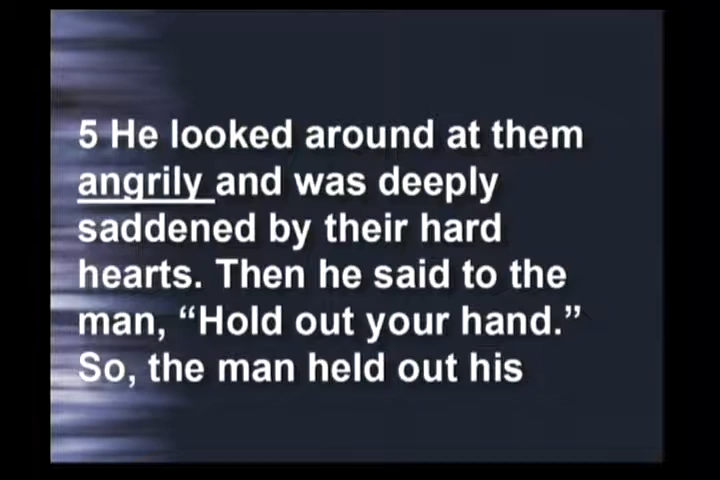 5 He looked around at them
angrily and was deeply
saddened by their hard
hearts. Then he said to the
man, “Hold out your hand.”
So, the man held out his